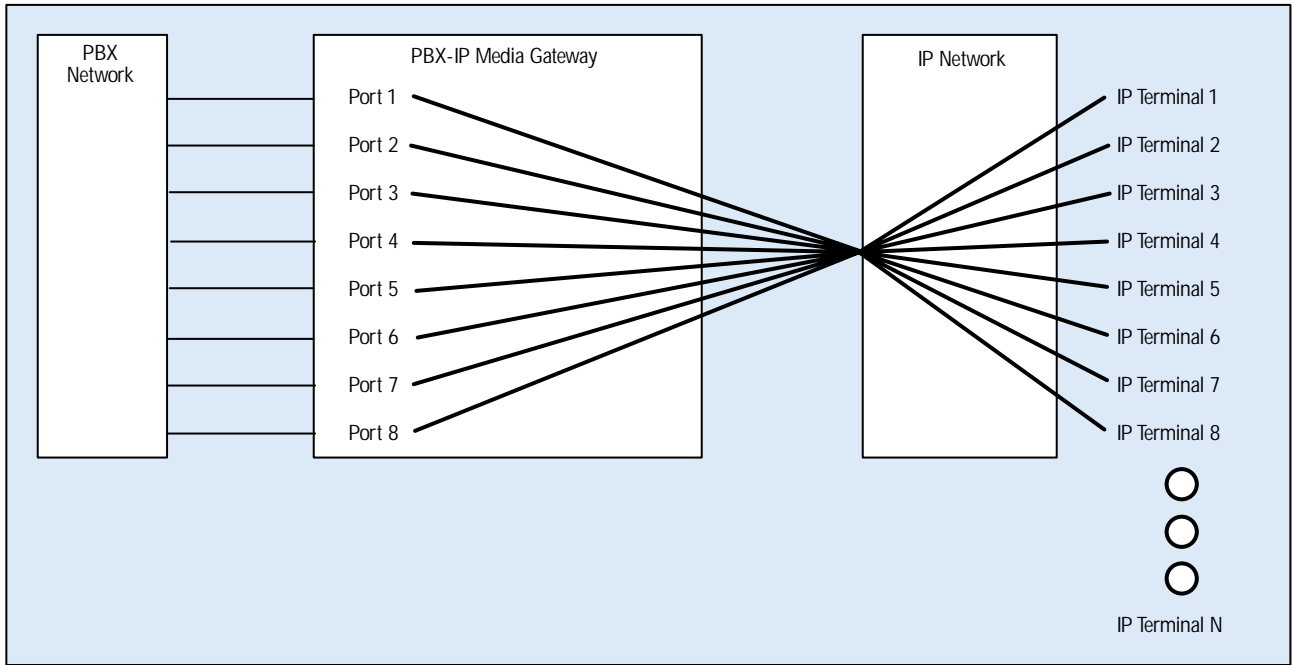 PBX
Network
PBX-IP Media Gateway
IP Network
Port 1
Port 2
Port 3
Port 4
Port 5
Port 6
Port 7
Port 8
IP Terminal 1
IP Terminal 2
IP Terminal 3
IP Terminal 4
IP Terminal 5
IP Terminal 6
IP Terminal 7
IP Terminal 8
IP Terminal N